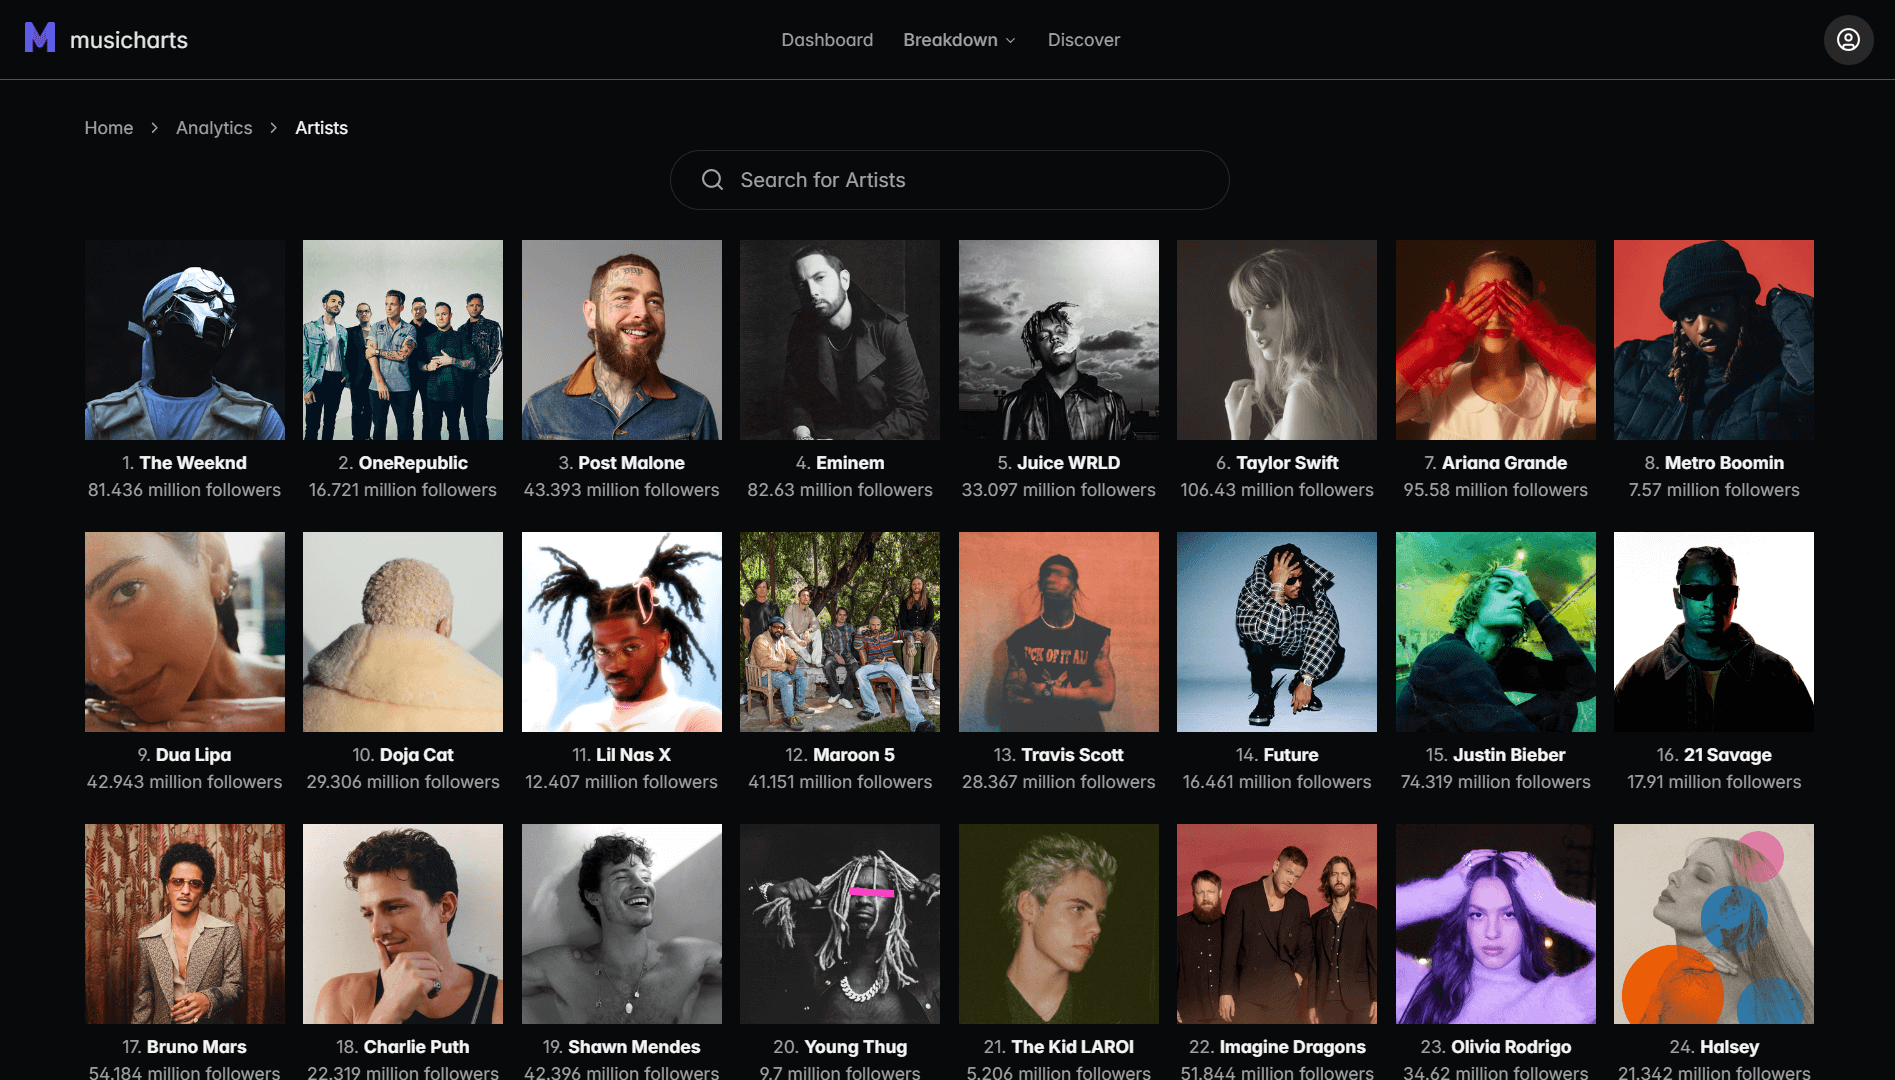 M musicharts
Dashboard
Breakdown
Discover
Home > Analytics > Artists
Search for Artists
1. The Weeknd
81.436 million followers
2. OneRepublic
16.721 million followers
3. Post Malone
43.393 million followers
4. Eminem
82.63 million followers
5. Juice WRLD
33.097 million followers
6. Taylor Swift
106.43 million followers
7. Ariana Grande
95.58 million followers
8. Metro Boomin
7.57 million followers
9. Dua Lipa
42.943 million followers
10. Doja Cat
29.306 million followers
11. Lil Nas X
12.407 million followers
12. Maroon 5
41.151 million followers
13. Travis Scott
28.367 million followers
14. Future
16.461 million followers
15. Justin Bieber
74.319 million followers
16. 21 Savage
17.91 million followers
17. Bruno Mars
54.184 million followers
18. Charlie Puth
22.319 million followers
19. Shawn Mendes
42.396 million followers
20. Young Thug
9.7 million followers
21. The Kid LAROI
5.206 million followers
22. Imagine Dragons
51.844 million followers
23. Olivia Rodrigo
34.62 million followers
24. Halsey
21.342 million followers